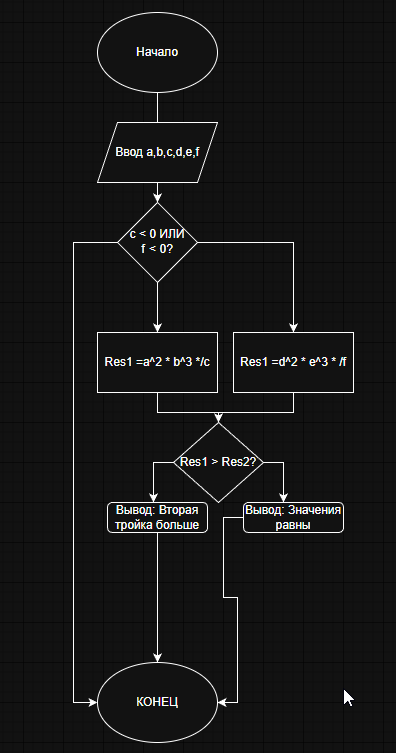 Начало
Ввод a,b,c,d,e,f
c < 0 ИЛИ
f < 0?
Res1 =a^2 * b^3 */c
Res1 =d^2 * e^3 * /f
Res1 > Res2?
Вывод: Вторая
тройка больше
Вывод: Значения
равны
КОНЕЦ